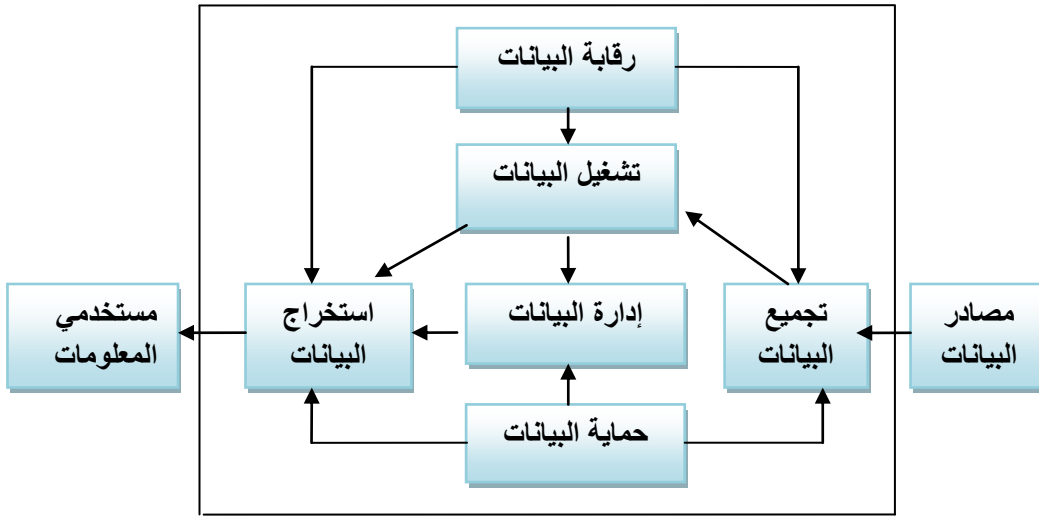 رقابة البيانات
تشغيل البيانات
مصادر
البيانات
تجميع
البيانات
إدارة البيانات
استخراج
البيانات
مستخدمي
المعلومات
حماية البيانات